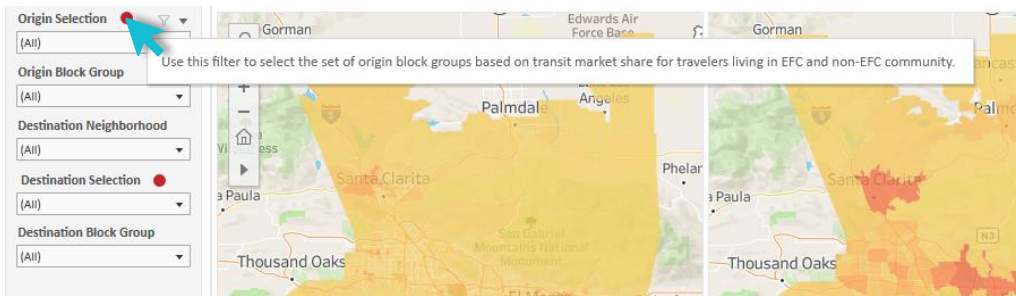 Origin Selection
(All)
Origin Block Group
(All)
Destination Neighborhood
(All)
Destination Selection
(All)
Destination Block Group
(All)
Use this filter to select the set of origin block groups based on transit market share for travelers living in EFC and non-EFC community.
Gorman
Edwards Air
Force Base
Palmdale
Angeles
Phelan
Santa Clarita
a Paula
San Gabriel
Mountains National
Monument
Thousand Oaks
El Monte
Gorman
Santa Clarita
a Paula
N3
Thousand Oaks